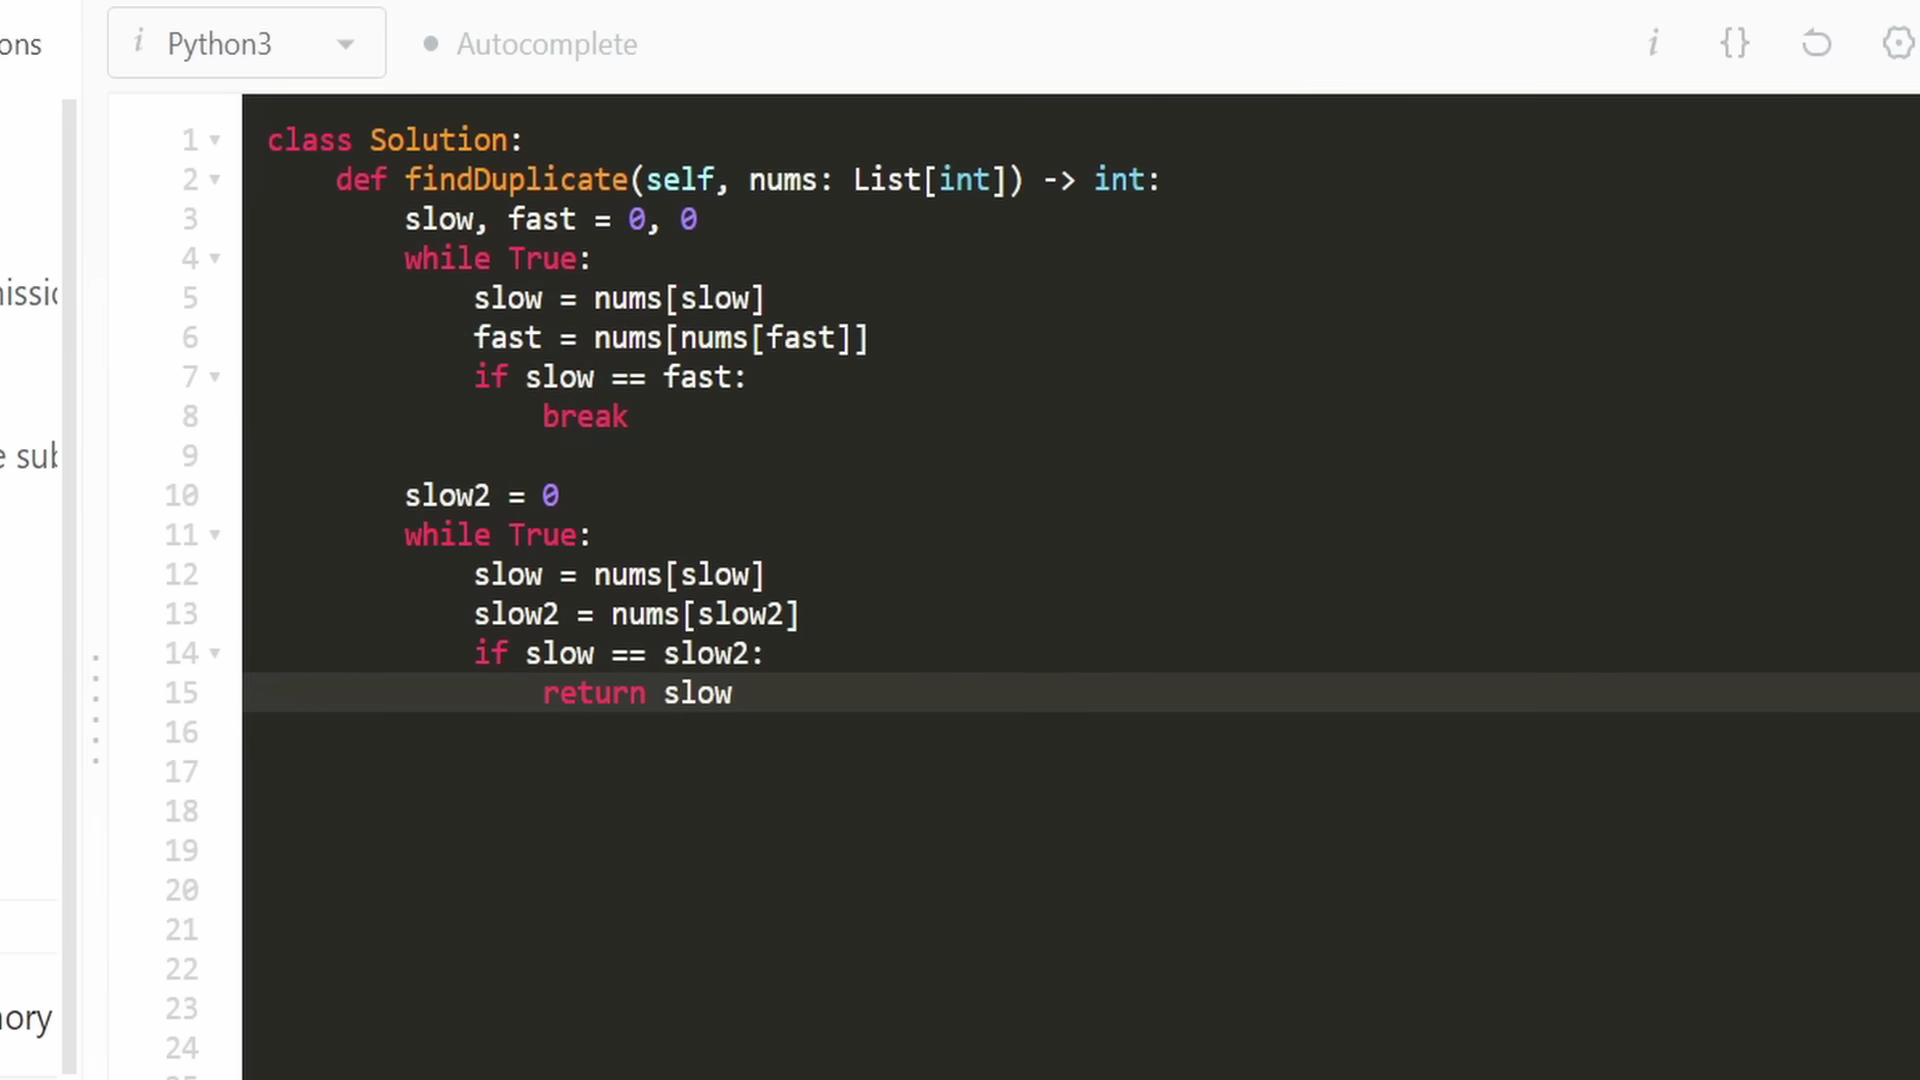 ons
i Python3
Autocomplete
i {}
1 class Solution:
2 def findDuplicate(self, nums: List[int]) -> int:
3 slow, fast = 0, 0
4 while True:
5 slow = nums[slow]
6 fast = nums[nums[fast]]
7 if slow == fast:
8 break
9
10 slow2 = 0
11 while True:
12 slow = nums[slow]
13 slow2 = nums[slow2]
14 if slow == slow2:
15 return slow
16
17
18
19
20
21
22
23
24
e sub